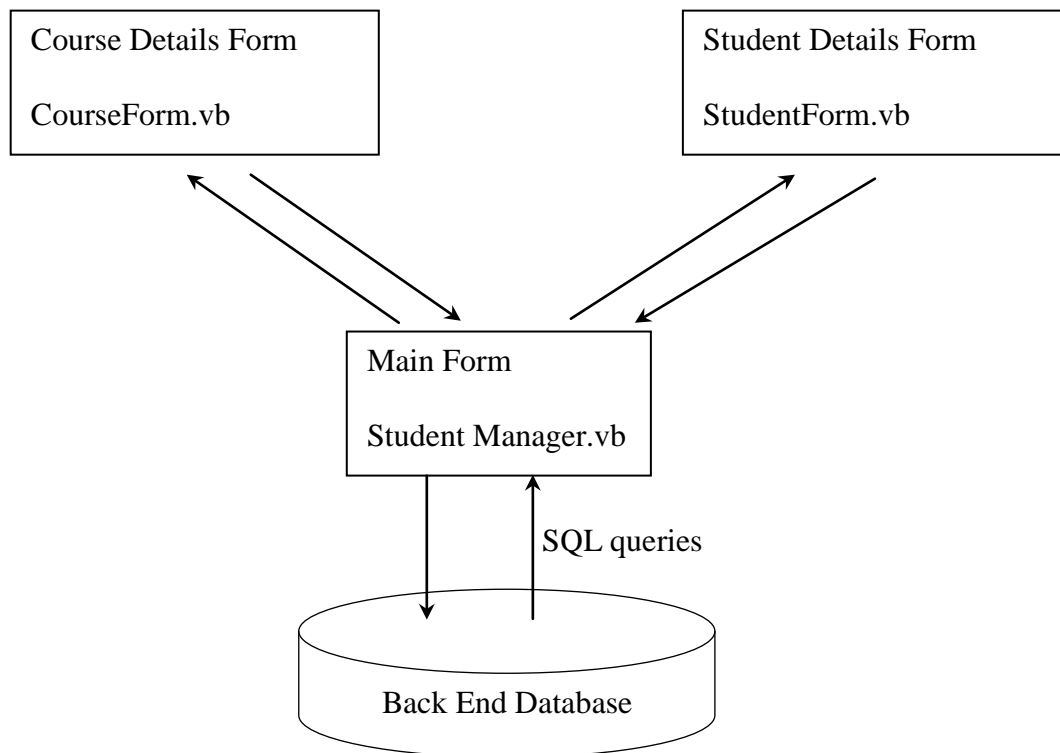 Course Details Form
CourseForm.vb
Student Details Form
StudentForm.vb
Main Form
Student Manager.vb
SQL queries
Back End Database